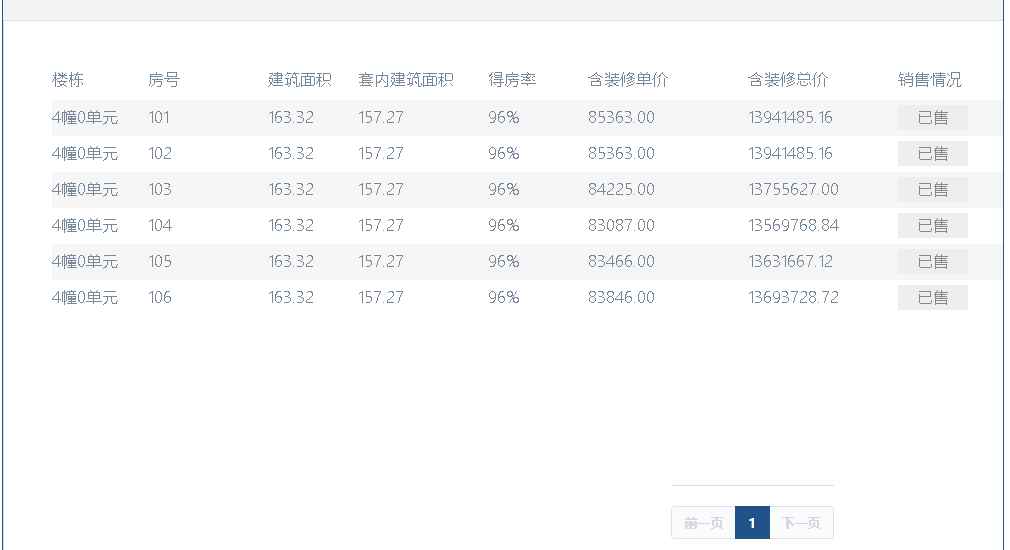 楼栋 房号 建筑面积 套内建筑面积 得房率 含装修单价 含装修总价 销售情况
4幢0单元 101 163.32 157.27 96% 85363.00 13941485.16 已售
4幢0单元 102 163.32 157.27 96% 85363.00 13941485.16 已售
4幢0单元 103 163.32 157.27 96% 84225.00 13755627.00 已售
4幢0单元 104 163.32 157.27 96% 83087.00 13569768.84 已售
4幢0单元 105 163.32 157.27 96% 83466.00 13631667.12 已售
4幢0单元 106 163.32 157.27 96% 83846.00 13693728.72 已售
前一页 1 下一页